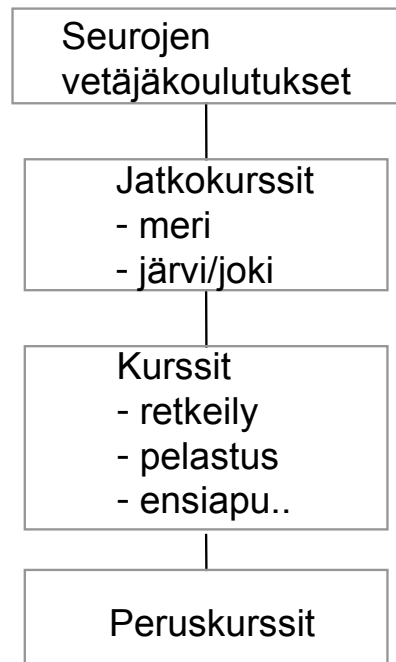 Seurojen
vetäjäkoulutukset
Jatkokurssit
- meri
- järvi/joki
Kurssit
- retkeily
- pelastus
- ensiapu..
Peruskurssit